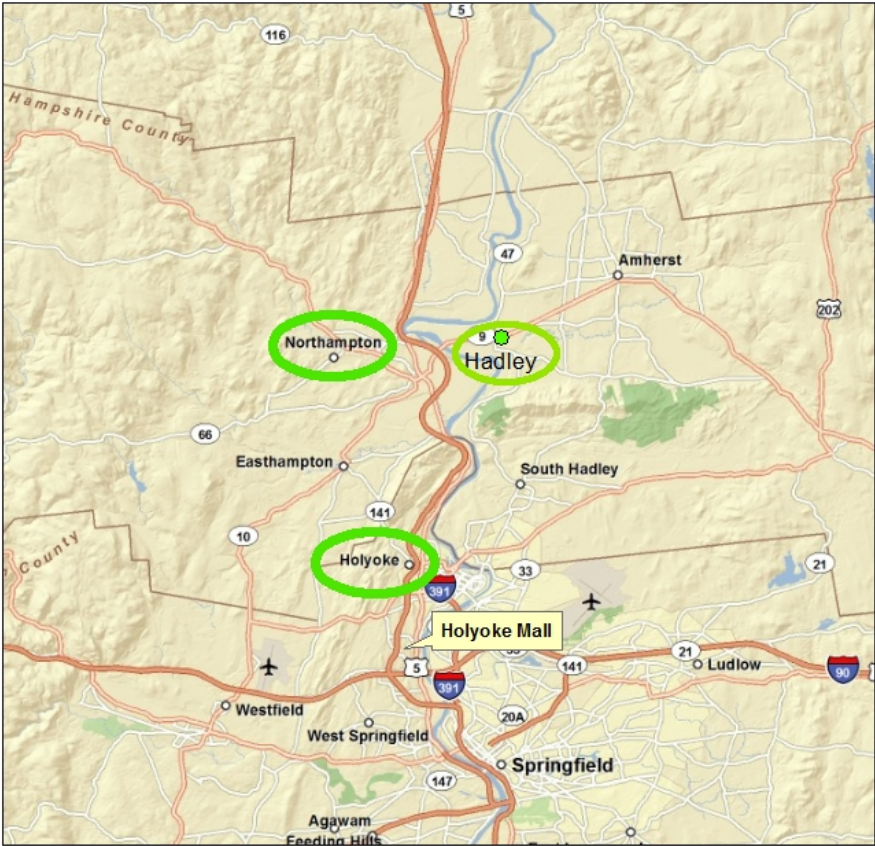 5
116
Hampshire County
47
Amherst
202
Northampton
9
Hadley
66
Easthampton
South Hadley
141
10
County
Holyoke
33
21
391
Holyoke Mall
5
141
21
Ludlow
90
391
Westfield
20A
West Springfield
Springfield
147
Agawam
Feeding Hills